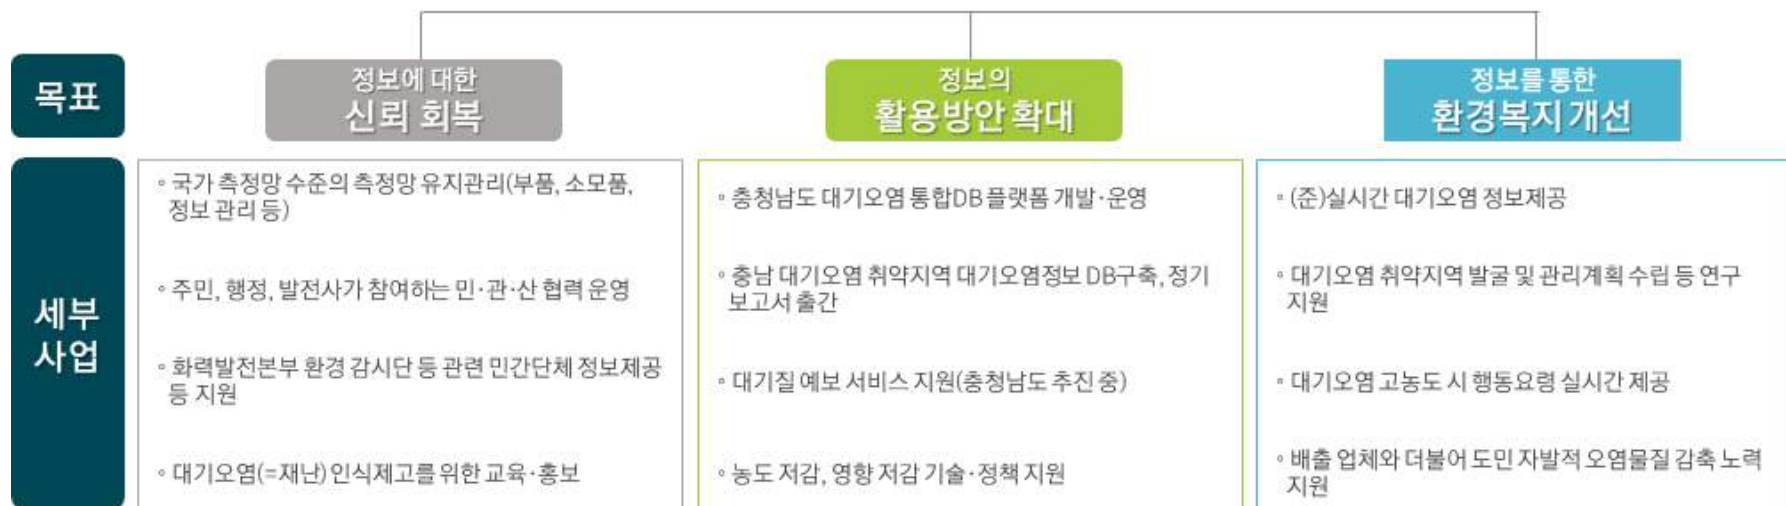 목표
정보에 대한
신뢰 회복
정보의
활용방안 확대
정보를 통한
환경복지 개선
세부
사업
◦ 국가 측정망 수준의 측정망 유지관리(부품, 소모품,
정보 관리 등)
◦ 주민, 행정, 발전사가 참여하는 민·관·산 협력 운영
◦ 화력발전본부 환경 감시단 등 관련 민간단체 정보제공
등 지원
◦ 대기오염(=재난) 인식제고를 위한 교육·홍보
◦ 충청남도 대기오염 통합DB 플랫폼 개발·운영
◦ 충남 대기오염 취약지역 대기오염정보 DB구축, 정기
보고서 출간
◦ 대기질 예보 서비스 지원(충청남도 추진 중)
◦ 농도 저감, 영향 저감 기술·정책 지원
◦ (준)실시간 대기오염 정보제공
◦ 대기오염 취약지역 발굴 및 관리계획 수립 등 연구
지원
◦ 대기오염 고농도 시 행동요령 실시간 제공
◦ 배출 업체와 더불어 도민 자발적 오염물질 감축 노력
지원